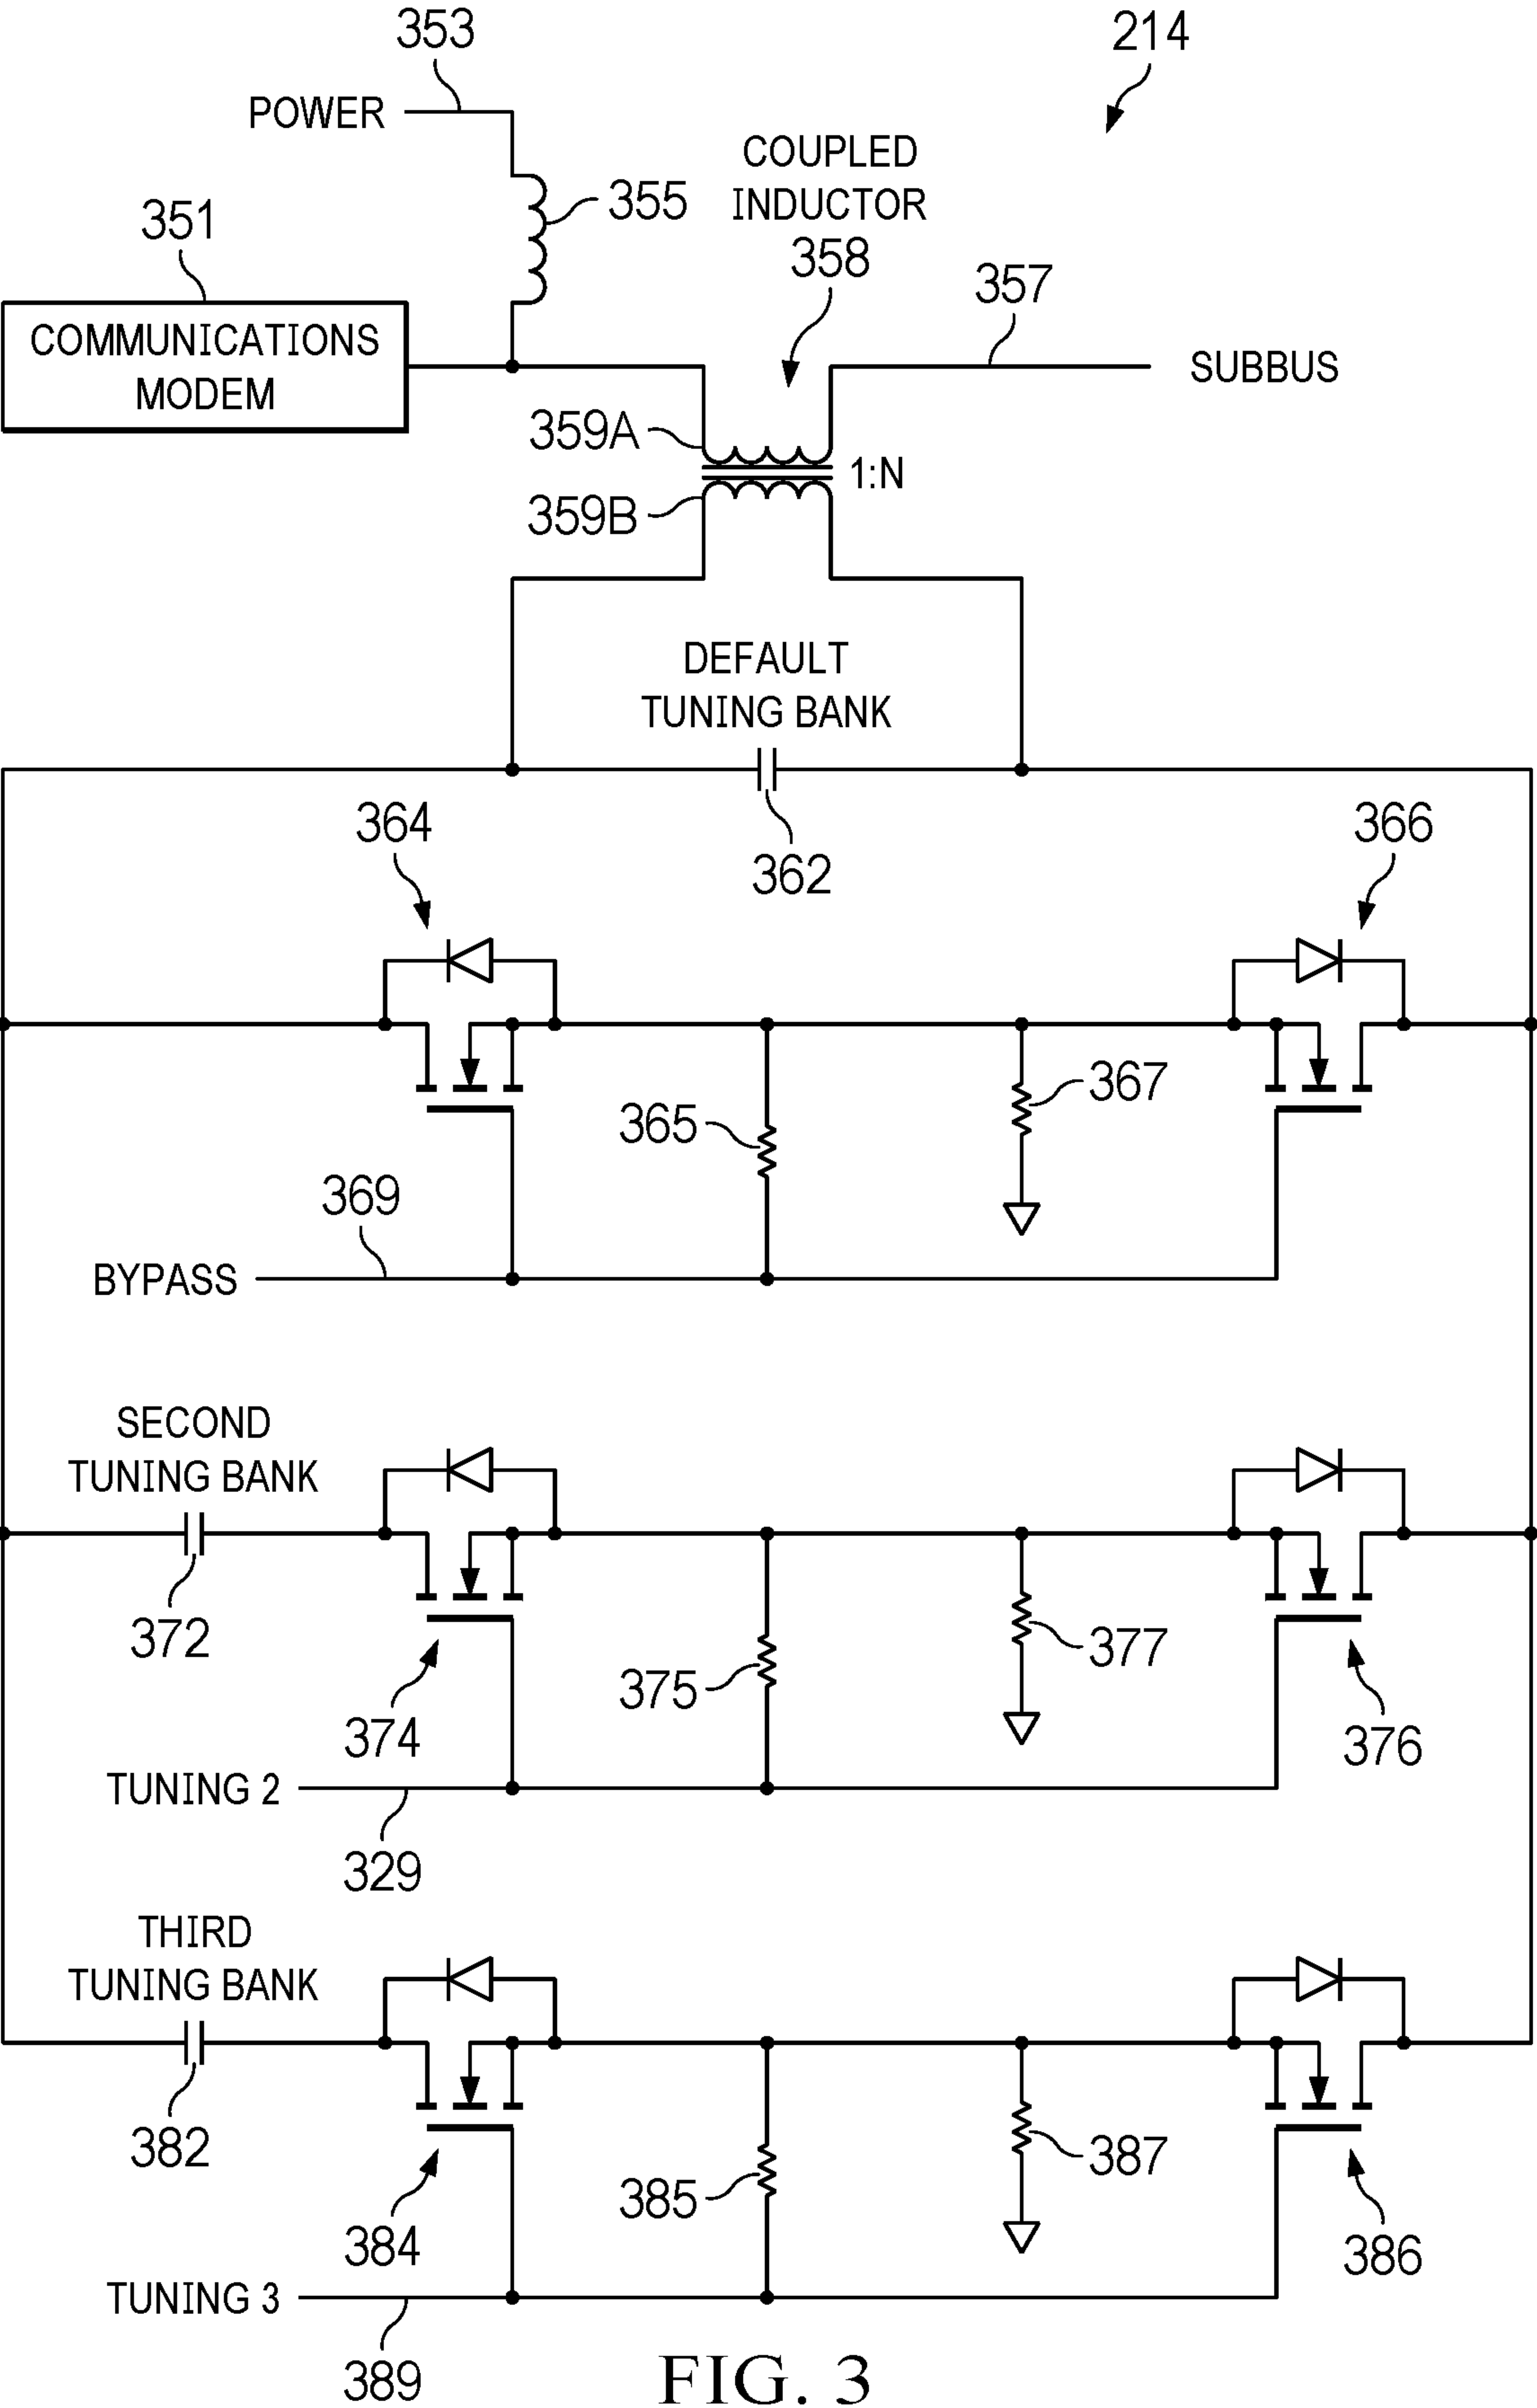 353
214
POWER
COUPLED
INDUCTOR
358
355
351
357
COMMUNICATIONS
MODEM
SUBBUS
359A
1:N
359B
DEFAULT
TUNING BANK
364
366
362
367
365
369
BYPASS
SECOND
TUNING BANK
372
377
375
374
376
TUNING 2
329
THIRD
TUNING BANK
382
387
385
384
386
TUNING 3
389
FIG. 3